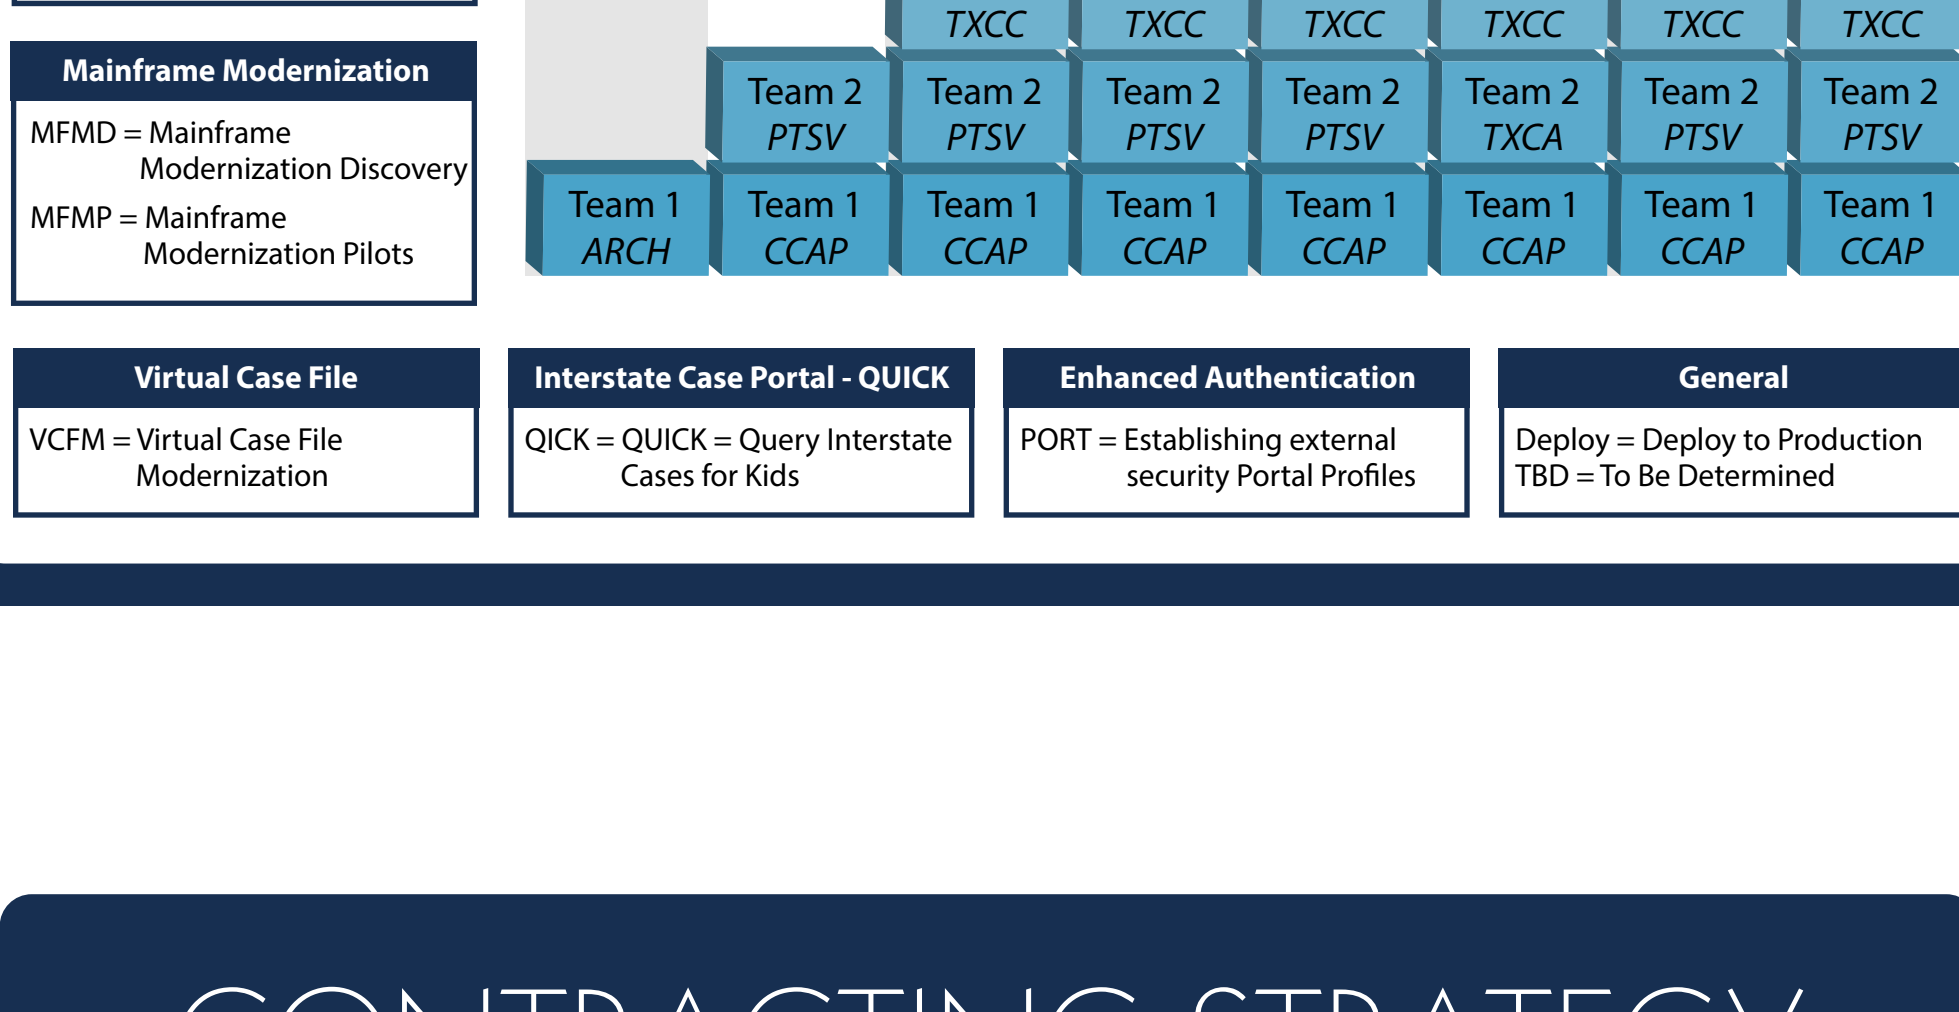 TXCC TXCC TXCC TXCC TXCC TXCC
Mainframe Modernization
MFMD = Mainframe
Modernization Discovery
MFMP = Mainframe
Modernization Pilots
Team 2 Team 2 Team 2 Team 2 Team 2 Team 2 Team 2
PTSV PTSV PTSV PTSV TXCA PTSV PTSV
Team 1 Team 1 Team 1 Team 1 Team 1 Team 1 Team 1 Team 1
ARCH CCAP CCAP CCAP CCAP CCAP CCAP CCAP
Virtual Case File
VCFM = Virtual Case File
Modernization
Interstate Case Portal - QUICK
QICK = QUICK = Query Interstate
Cases for Kids
Enhanced Authentication
PORT = Establishing external
security Portal Profiles
General
Deploy = Deploy to Production
TBD = To Be Determined
CONTRACTING STRATEGY